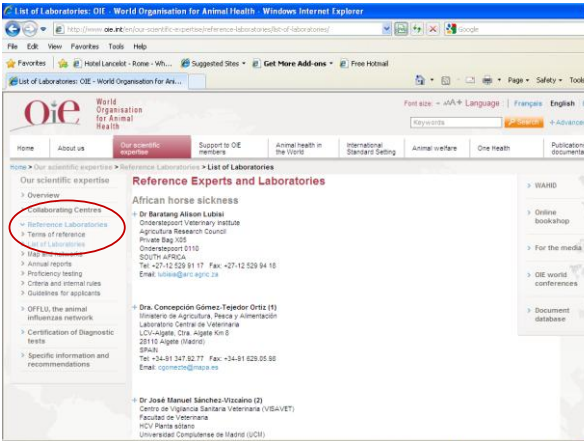 List of Laboratories: OIE - World Organisation for Animal Health - Windows Internet Explorer
http://www.oie.int/en/our-scientific-expertise/reference-laboratories/list-of-laboratories/
Google
File Edit View Favorites Tools Help
Favorites Hotel Lancelot - Rome - Wh... Suggested Sites Get More Add-ons Free Hotmail
List of Laboratories: OIE - World Organisation for Ani...
Page Safety Tools
Oie
World
Organisation
for Animal
Health
Font size: - AAA+ Language: Français English
Keywords Search + Advance
Home
About us
Our scientific
expertise
Support to OIE
members
Animal health in
the World
International
Standard Setting
Animal welfare
One Health
Publication
documenta
Home > Our scientific expertise > Reference Laboratories > List of Laboratories
Our scientific expertise
> Overview
> Collaborating Centres
Reference Laboratories
> Terms of reference
> List of Laboratories
> Map and networks
> Annual reports
> Proficiency testing
> Criteria and internal rules
> Guidelines for applicants
> OFFLU, the animal
influenzas network
> Certification of Diagnostic
tests
> Specific information and
recommendations
Reference Experts and Laboratories
African horse sickness
+ Dr Baratang Alison Lubisi
Onderstepoort Veterinary Institute
Agricultura Research Council
Private Bag X05
Onderstepoort 0110
SOUTH AFRICA
Tel: +27-12 529 91 17 Fax: +27-12 529 94 18
Email: lubisia@arc.agric.za
+ Dra. Concepción Gómez-Tejedor Ortiz (1)
Ministerio de Agricultura, Pesca y Alimentación
Laboratorio Central de Veterinaria
LCV-Algete, Ctra. Algete Km 8
28110 Algete (Madrid)
SPAIN
Tel: +34-91 347.92.77 Fax: +34-91 629.05.98
Email: cgomezte@mapa.es
+ Dr José Manuel Sánchez-Vizcaíno (2)
Centro de Vigilancia Sanitaria Veterinaria (VISAVET)
Facultad de Veterinaria
HCV Planta sótano
Universidad Complutense de Madrid (UCM)
> WAHID
> Online
bookshop
> For the media
> OIE world
conferences
> Document
database